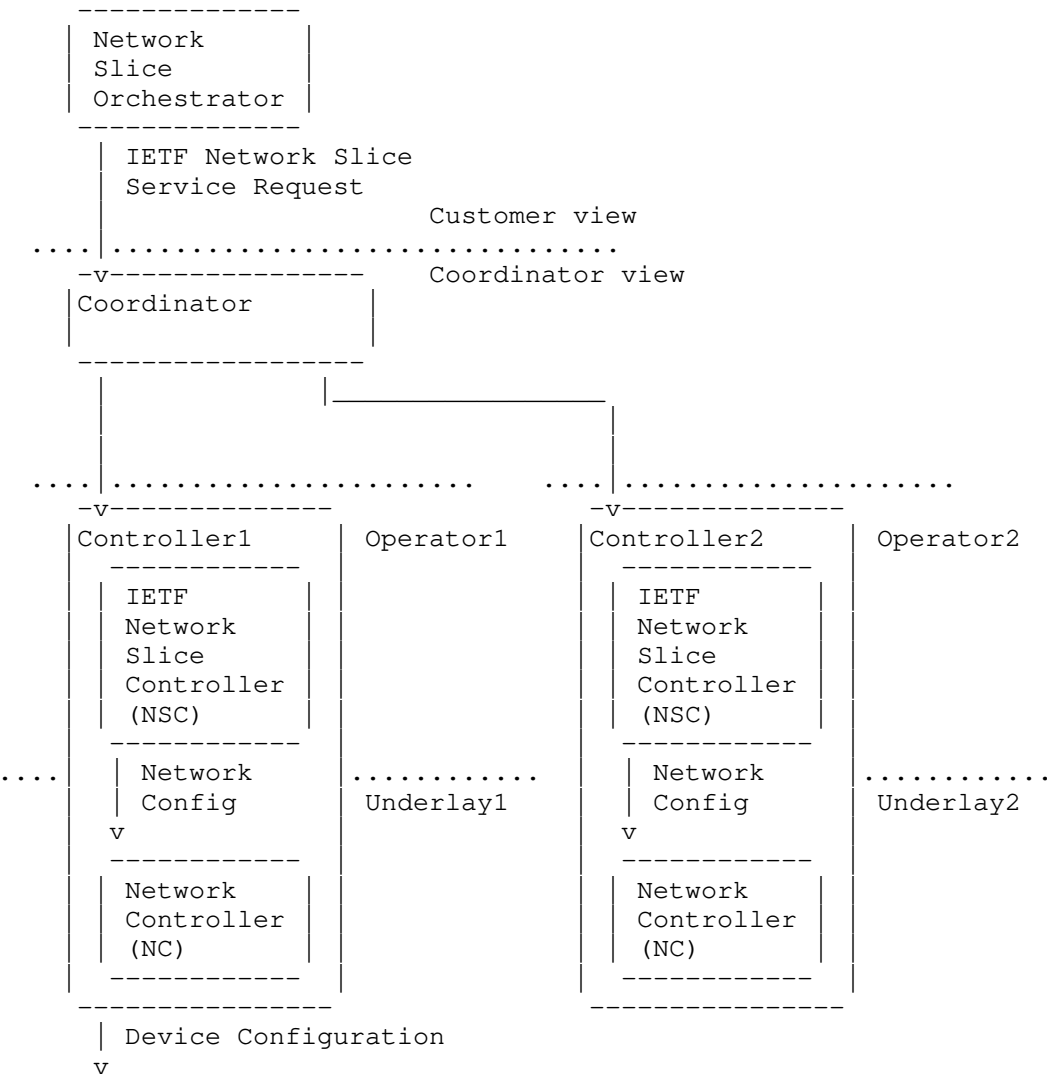 Network
Slice
Orchestrator
IETF Network Slice
Service Request
Customer view
Coordinator view
Coordinator
Controller1 Operator1 Controller2 Operator2
IETF IETF
Network Network
Slice Slice
Controller Controller
(NSC) (NSC)
Network Network
Config Underlay1 Config Underlay2
Network Network
Controller Controller
(NC) (NC)
Device Configuration